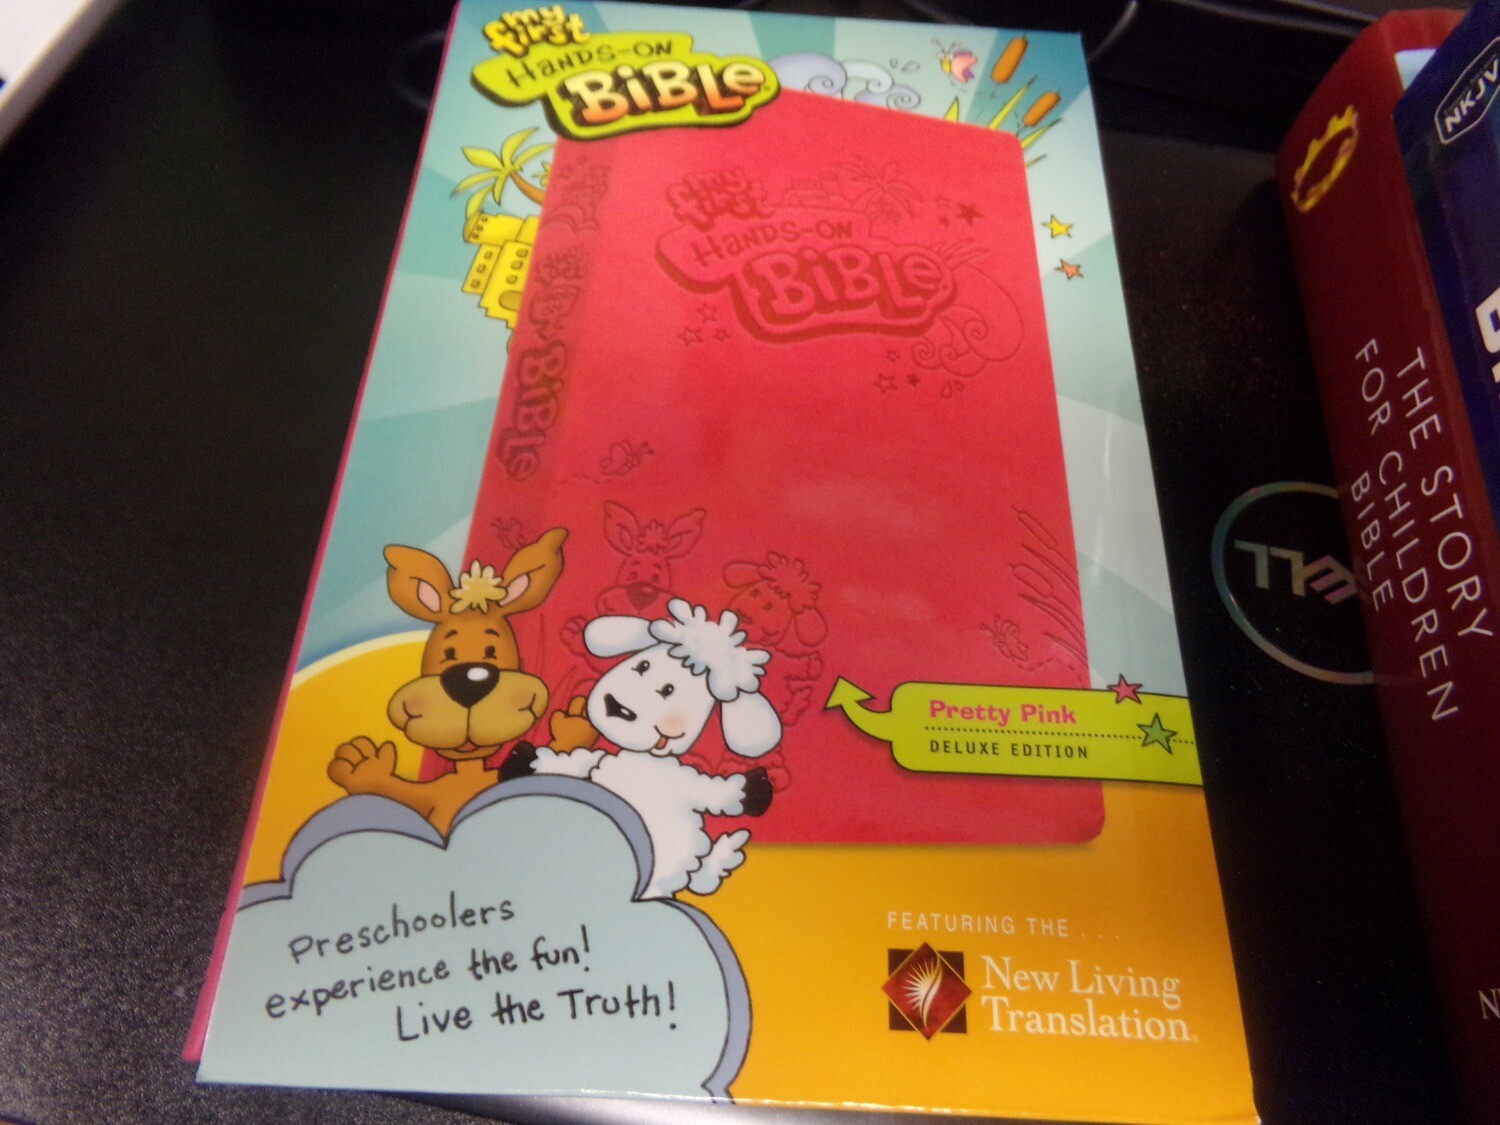 my
first
HANDS-ON
BiBLe
my
first
HANDS-ON
BiBLe
BiBLe
Pretty Pink
DELUXE EDITION
Preschoolers
experience the fun!
Live the Truth!
FEATURING THE . . .
New Living
Translation
THE STORY
FOR CHILDREN
BIBLE
NKJV